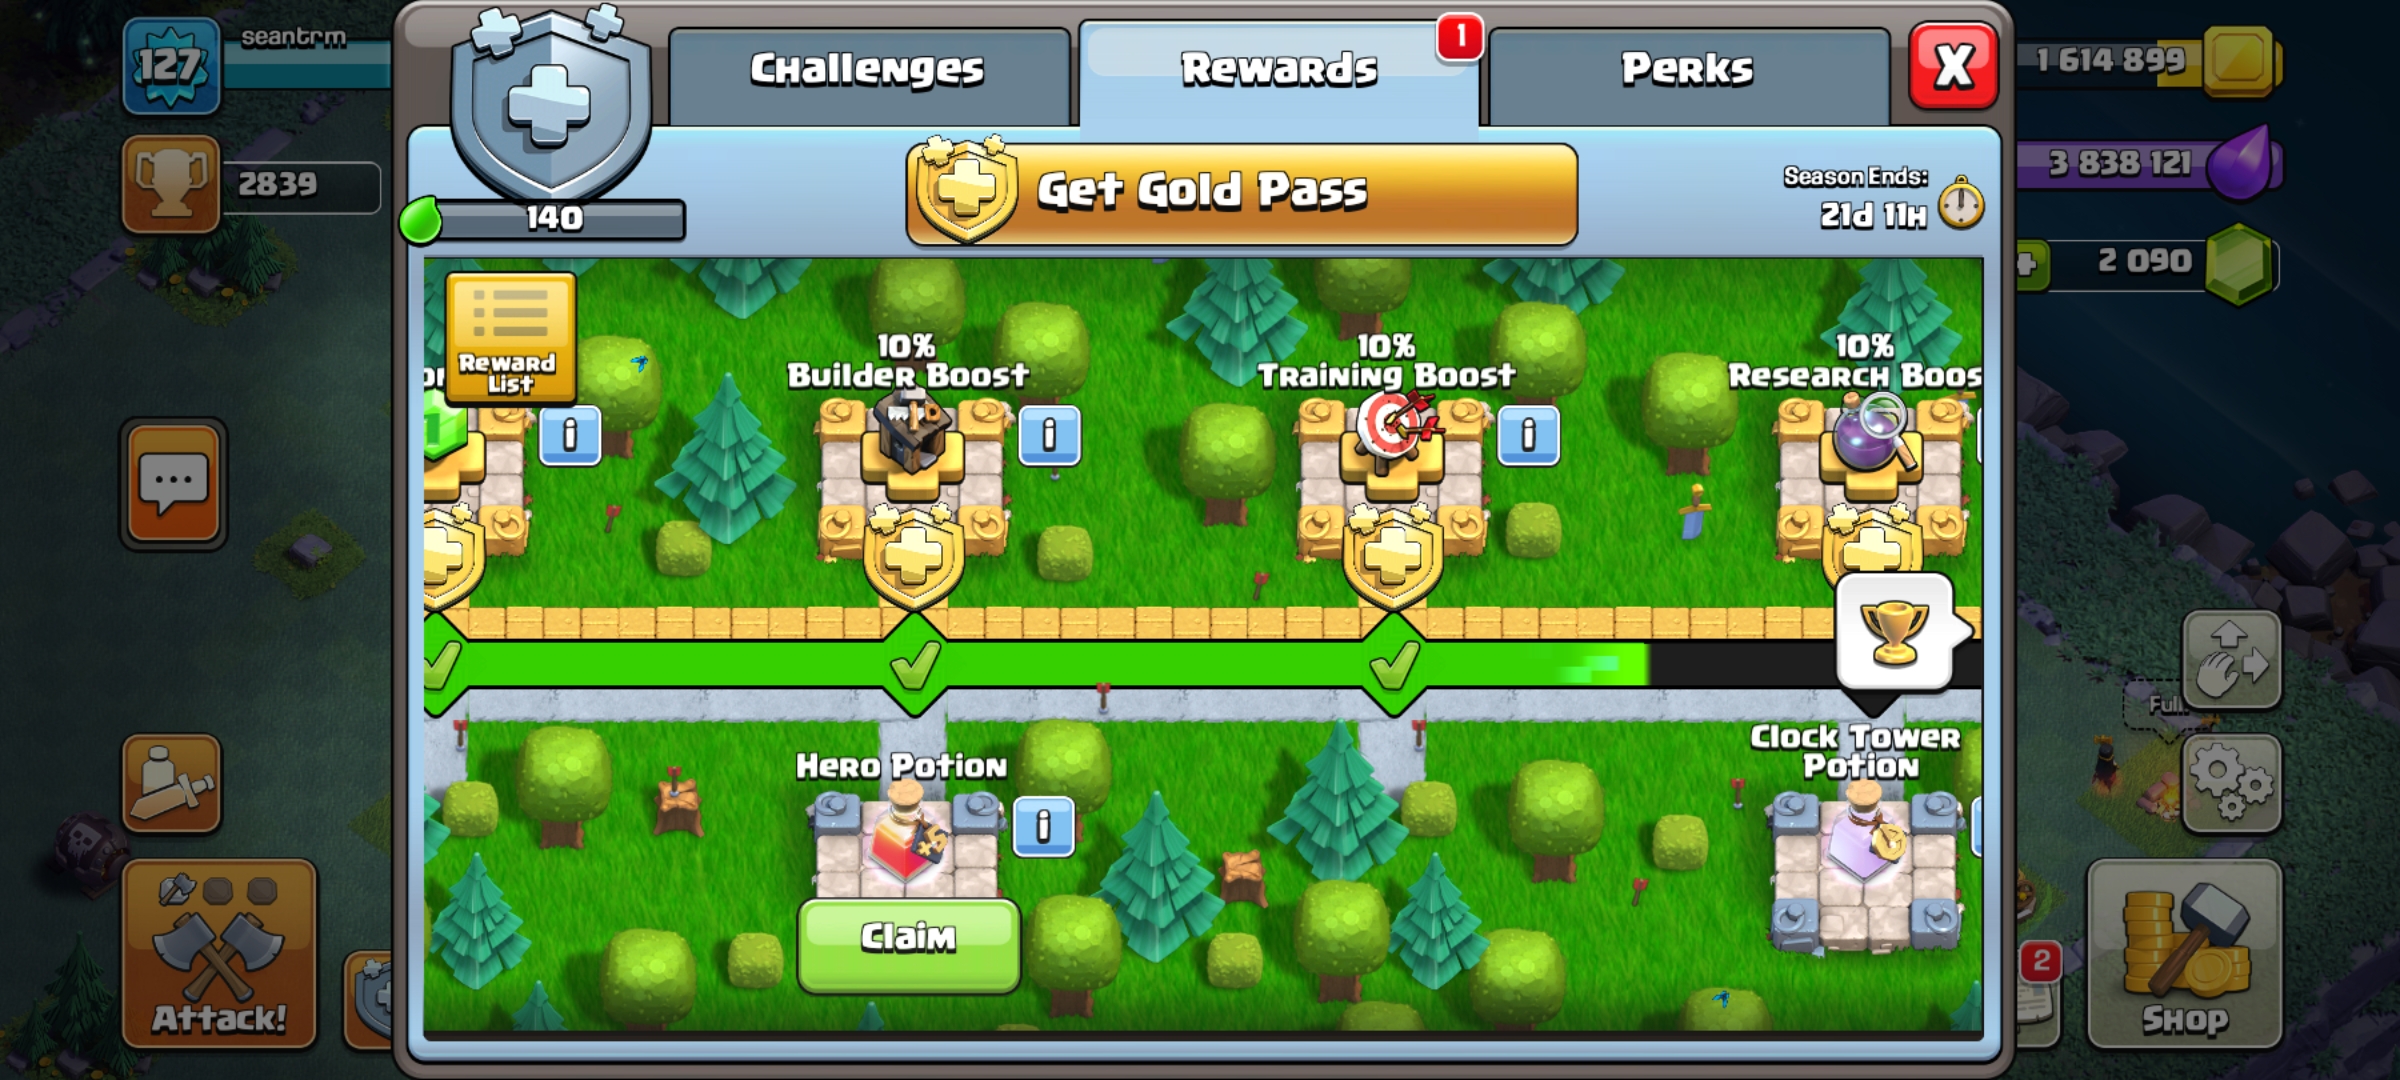 127
seantrm
Challenges
Rewards
1
Perks
X
1 614 899
2839
Get Gold Pass
Season Ends:
21d 11h
3 838 121
140
2 090
Reward
List
10%
Builder Boost
10%
Training Boost
10%
Research Boos
i
i
i
Full
Hero Potion
Clock Tower
Potion
i
x5
Claim
Attack!
2
Shop